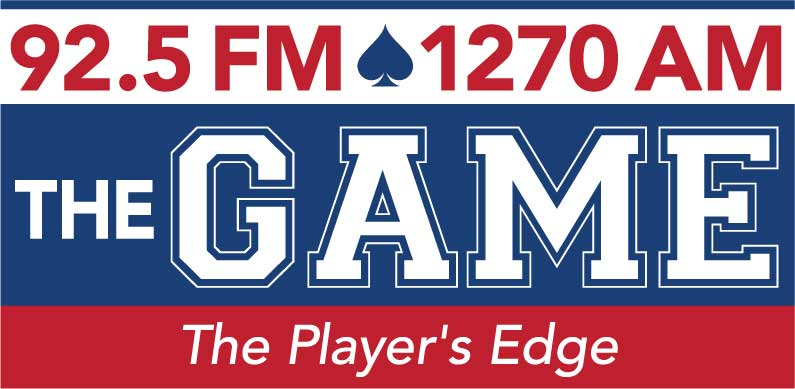 92.5 FM ♠ 1270 AM
THE GAME
The Player's Edge